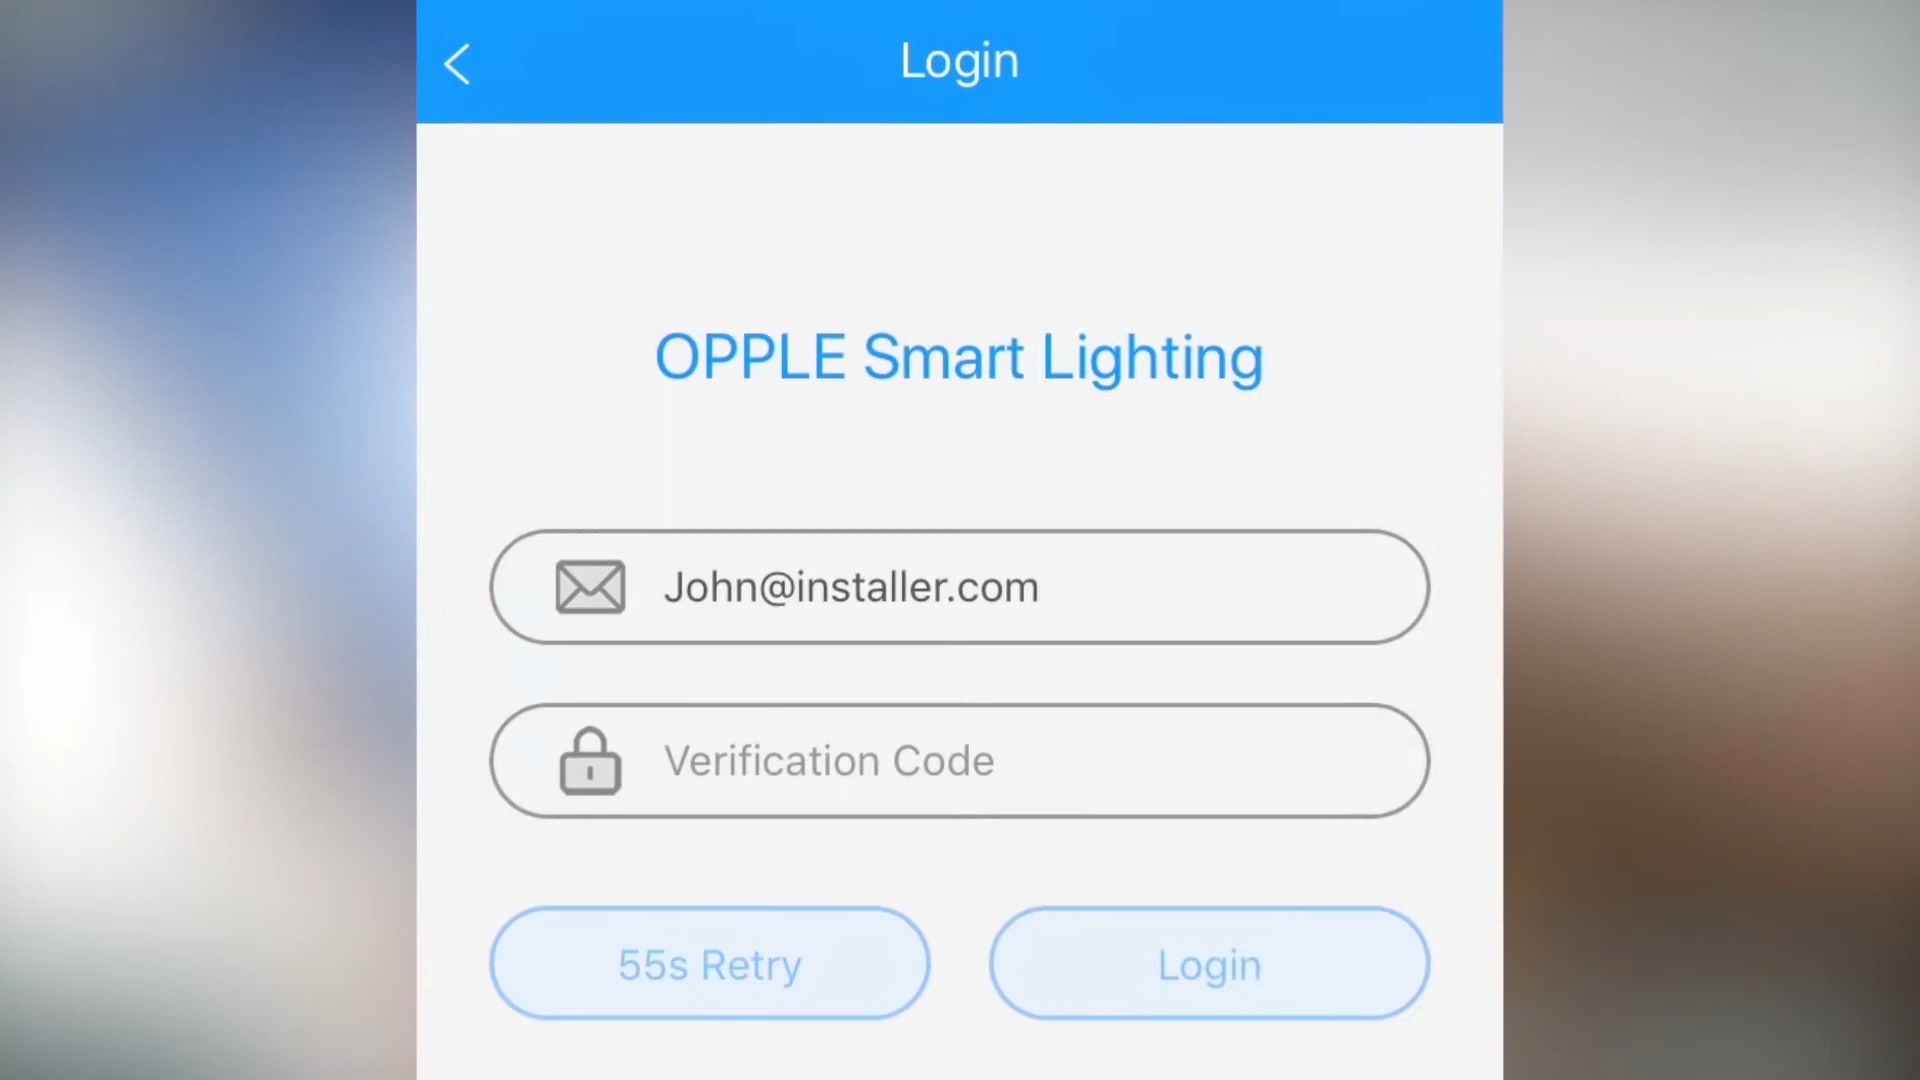 Login
OPPLE Smart Lighting
John@installer.com
Verification Code
55s Retry
Login